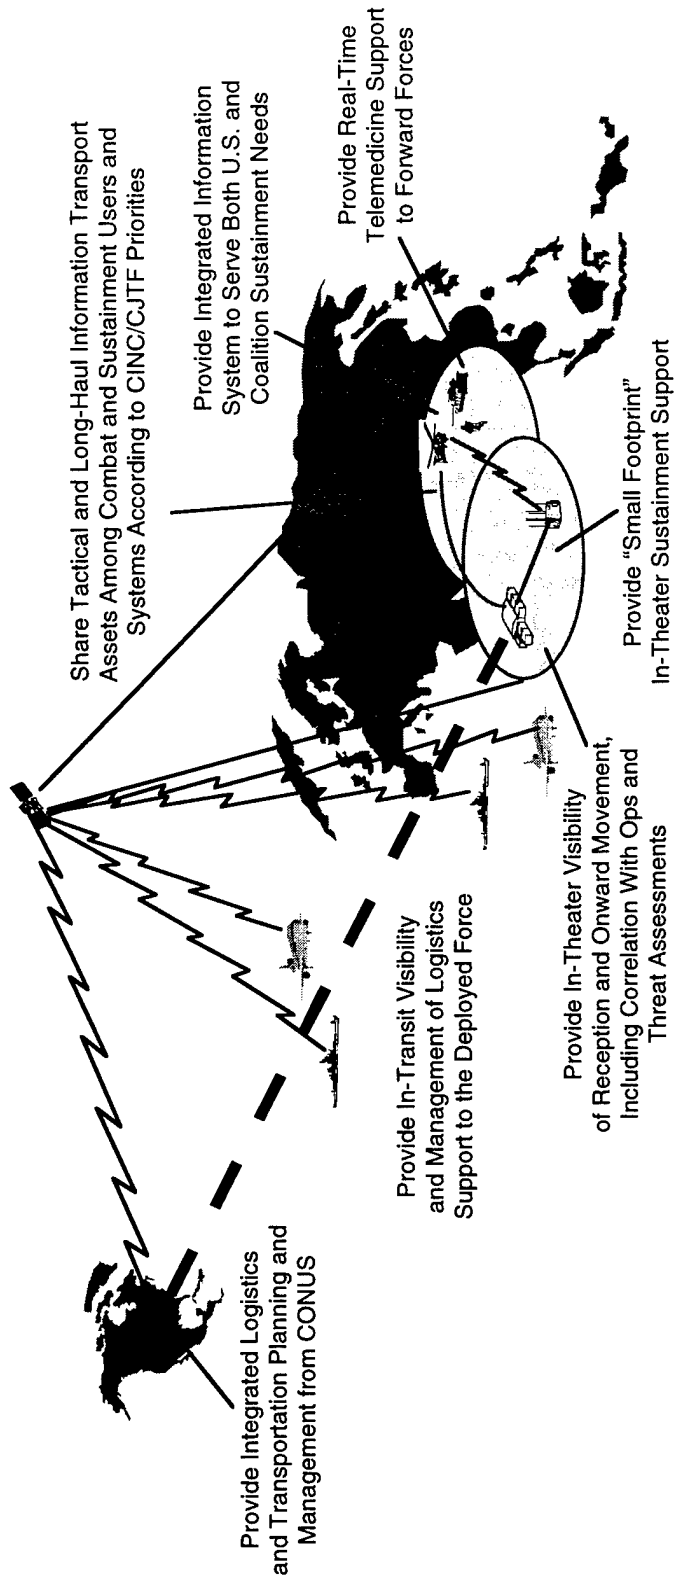 Share Tactical and Long-Haul Information Transport
Assets Among Combat and Sustainment Users and
Systems According to CINC/CJTF Priorities
Provide Integrated Information
System to Serve Both U.S. and
Coalition Sustainment Needs
Provide Real-Time
Telemedicine Support
to Forward Forces
Provide Integrated Logistics
and Transportation Planning and
Management from CONUS
Provide In-Transit Visibility
and Management of Logistics
Support to the Deployed Force
Provide In-Theater Visibility
of Reception and Onward Movement,
Including Correlation With Ops and
Threat Assessments
Provide “Small Footprint”
In-Theater Sustainment Support